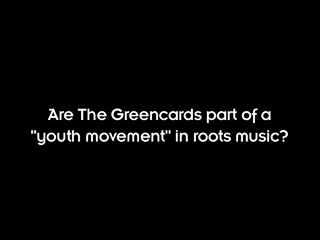 Are The Greencards part of a
"youth movement" in roots music?